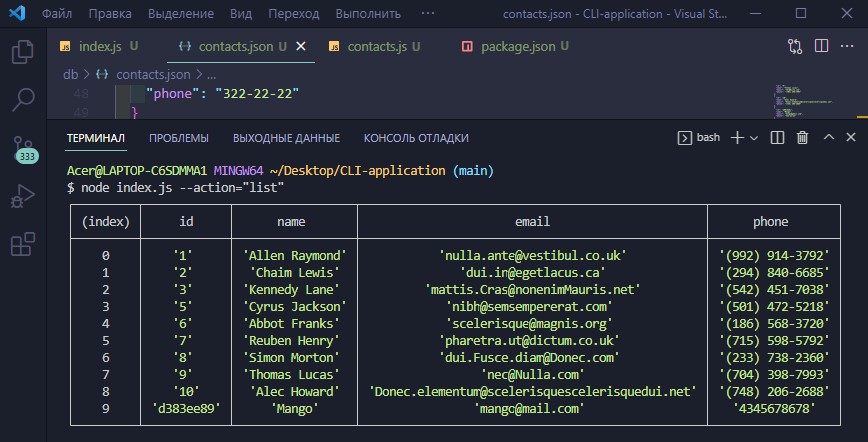 Файл Правка Выделение Вид Переход Выполнить ··· contacts.json - CLI-application - Visual St...
index.js U contacts.json U contacts.js U package.json U
db > contacts.json > ...
48 "phone": "322-22-22"
49 }
333
ТЕРМИНАЛ ПРОБЛЕМЫ ВЫХОДНЫЕ ДАННЫЕ КОНСОЛЬ ОТЛАДКИ bash
Acer@LAPTOP-C6SDMMA1 MINGW64 ~/Desktop/CLI-application (main)
$ node index.js --action="list"
(index) id name email phone
0 '1' 'Allen Raymond' 'nulla.ante@vestibul.co.uk' '(992) 914-3792'
1 '2' 'Chaim Lewis' 'dui.in@egetlacus.ca' '(294) 840-6685'
2 '3' 'Kennedy Lane' 'mattis.Cras@nonenimMauris.net' '(542) 451-7038'
3 '5' 'Cyrus Jackson' 'nibh@semsempererat.com' '(501) 472-5218'
4 '6' 'Abbot Franks' 'scelerisque@magnis.org' '(186) 568-3720'
5 '7' 'Reuben Henry' 'pharetra.ut@dictum.co.uk' '(715) 598-5792'
6 '8' 'Simon Morton' 'dui.Fusce.diam@Donec.com' '(233) 738-2360'
7 '9' 'Thomas Lucas' 'nec@Nulla.com' '(704) 398-7993'
8 '10' 'Alec Howard' 'Donec.elementum@scelerisquescelerisquedui.net' '(748) 206-2688'
9 'd383ee89' 'Mango' 'mango@mail.com' '4345678678'